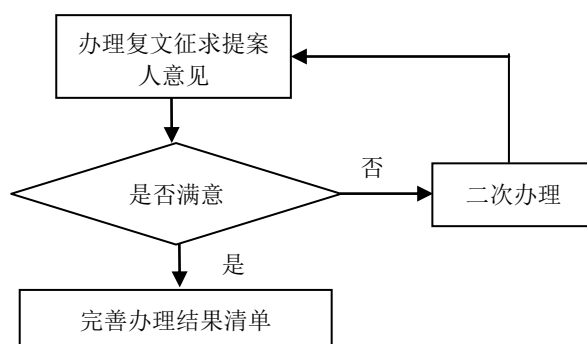 办理复文征求提案
人意见
是否满意
否
二次办理
是
完善办理结果清单